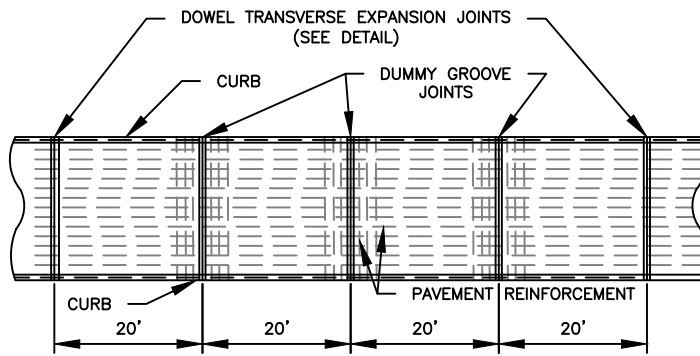 DOWEL TRANSVERSE EXPANSION JOINTS
(SEE DETAIL)
CURB
DUMMY GROOVE
JOINTS
CURB
PAVEMENT REINFORCEMENT
20'
20'
20'
20'